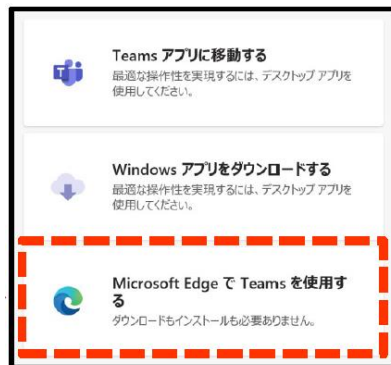 Teams アプリに移動する
最適な操作性を実現するには、デスクトップ アプリを
使用してください。
Windows アプリをダウンロードする
最適な操作性を実現するには、デスクトップ アプリを
使用してください。
Microsoft Edge で Teams を使用す
る
ダウンロードもインストールも必要ありません。